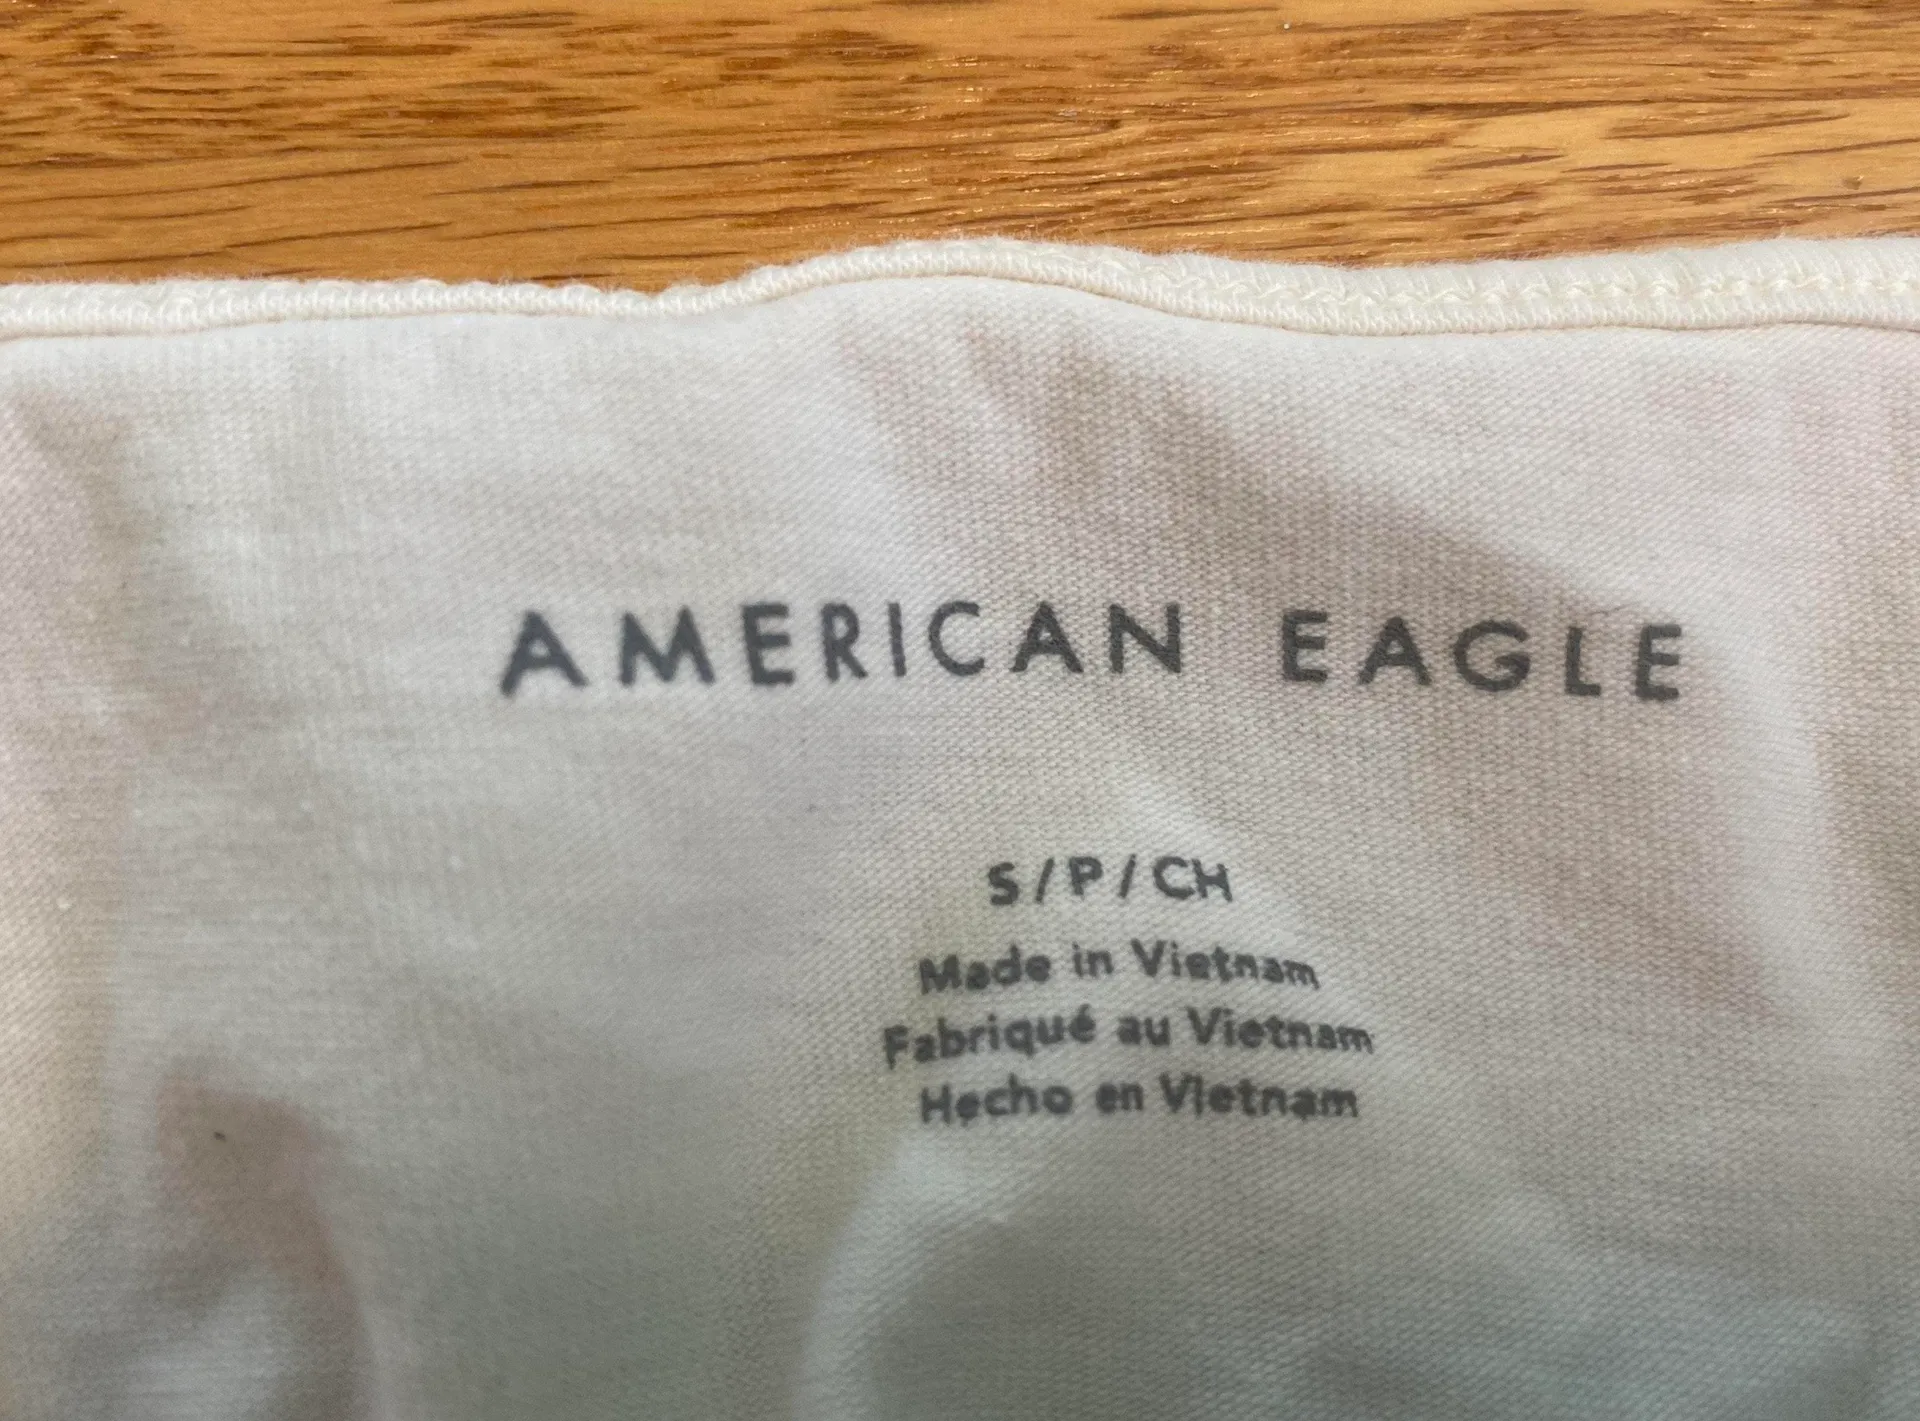 AMERICAN EAGLE
S/P/CH
Made in Vietnam
Fabriqué au Vietnam
Hecho en Vietnam